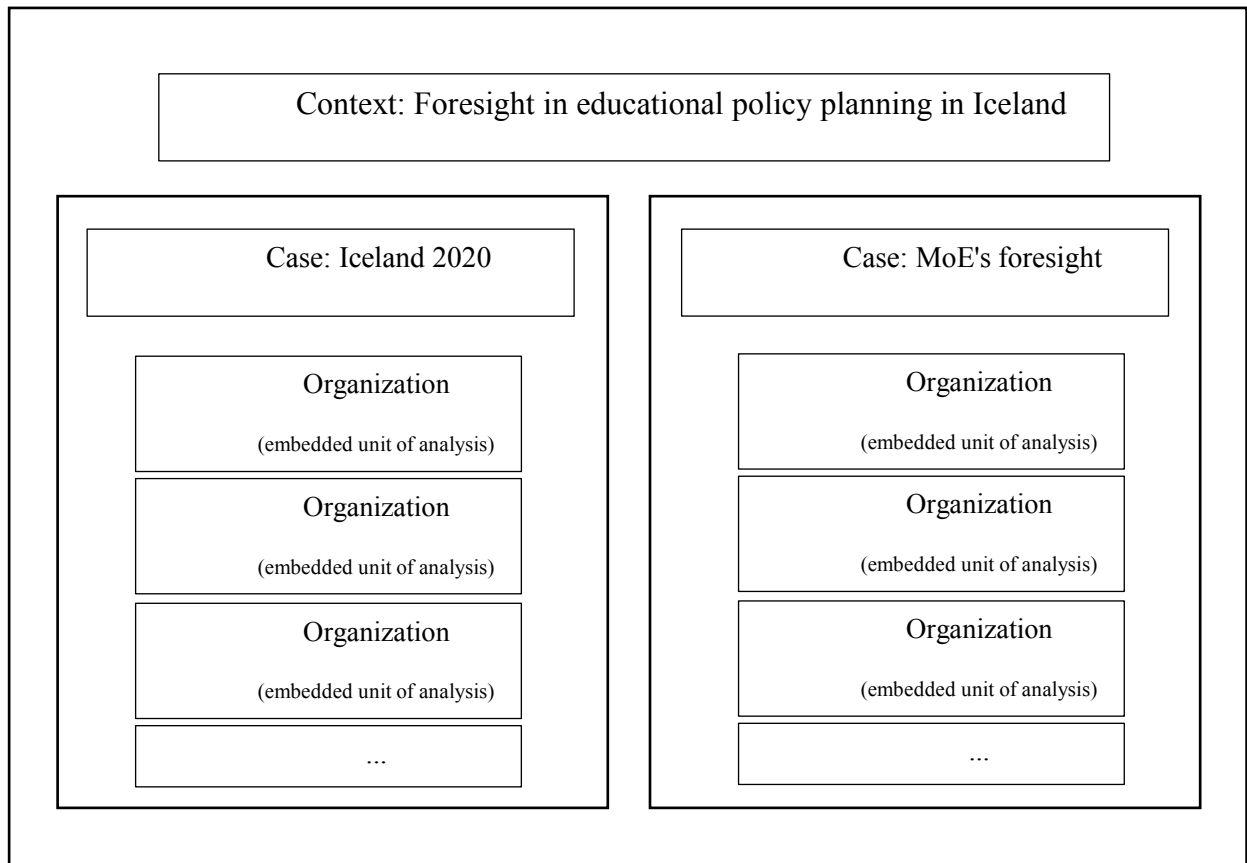 Context: Foresight in educational policy planning in Iceland
Case: Iceland 2020
Organization
(embedded unit of analysis)
Organization
(embedded unit of analysis)
Organization
(embedded unit of analysis)
...
Case: MoE's foresight
Organization
(embedded unit of analysis)
Organization
(embedded unit of analysis)
Organization
(embedded unit of analysis)
...